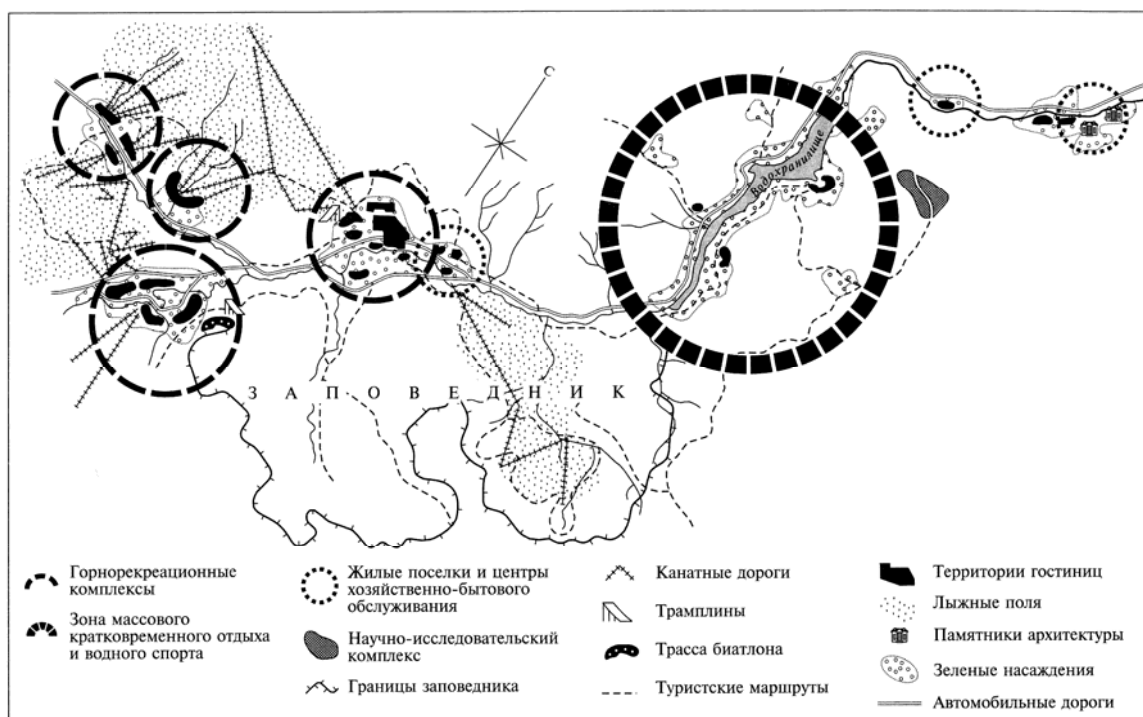 С
Водохранилище
ЗАПОВЕДНИК
Горнорекреационные
комплексы
Зона массового
кратковременного отдыха
и водного спорта
Жилые поселки и центры
хозяйственно-бытового
обслуживания
Научно-исследовательский
комплекс
Границы заповедника
Канатные дороги
Трамплины
Трасса биатлона
Туристские маршруты
Территории гостиниц
Лыжные поля
Памятники архитектуры
Зеленые насаждения
Автомобильные дороги